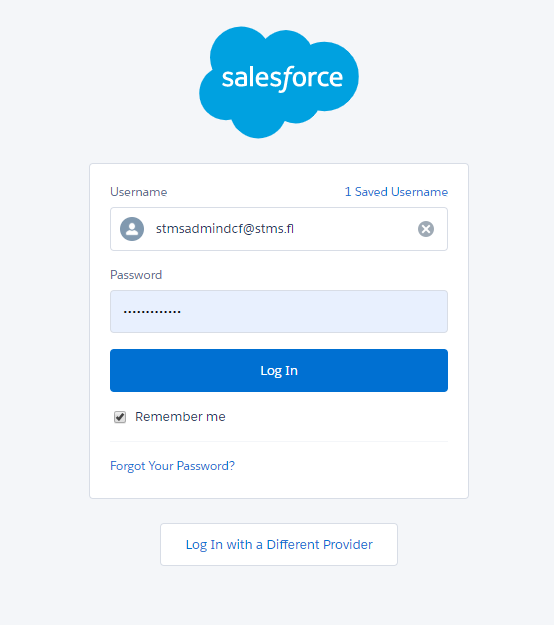 salesforce
Username 1 Saved Username
stmsadmindcf@stms.fl
Password
•••••••••••••
Log In
Remember me
Forgot Your Password?
Log In with a Different Provider